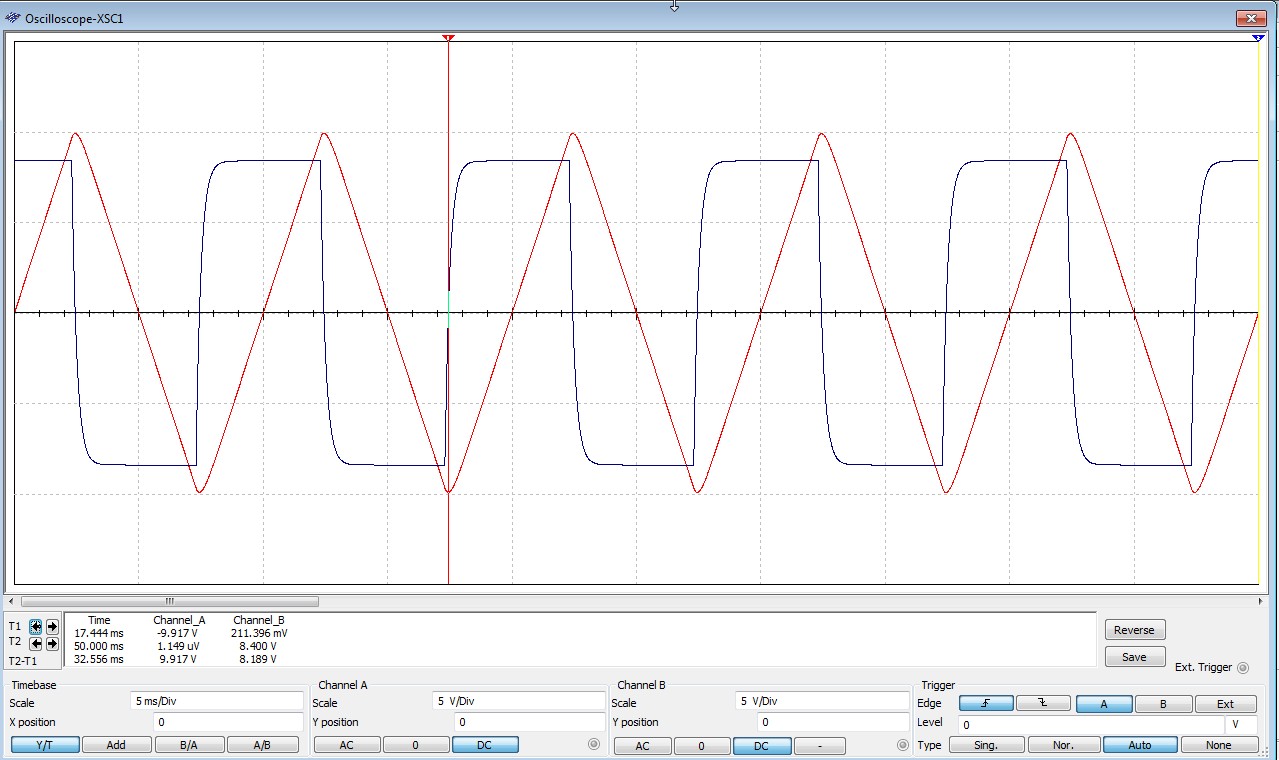 Oscilloscope-XSC1
Time Channel_A Channel_B
T1 17.444 ms -9.917 V 211.396 mV
T2 50.000 ms 1.149 uV 8.400 V
T2-T1 32.556 ms 9.917 V 8.189 V
Reverse
Save
Ext. Trigger
Timebase
Scale 5 ms/Div
X position 0
Y/T Add B/A A/B
Channel A
Scale 5 V/Div
Y position 0
AC 0 DC
Channel B
Scale 5 V/Div
Y position 0
AC 0 DC -
Trigger
Edge A B Ext
Level 0 V
Type Sing. Nor. Auto None